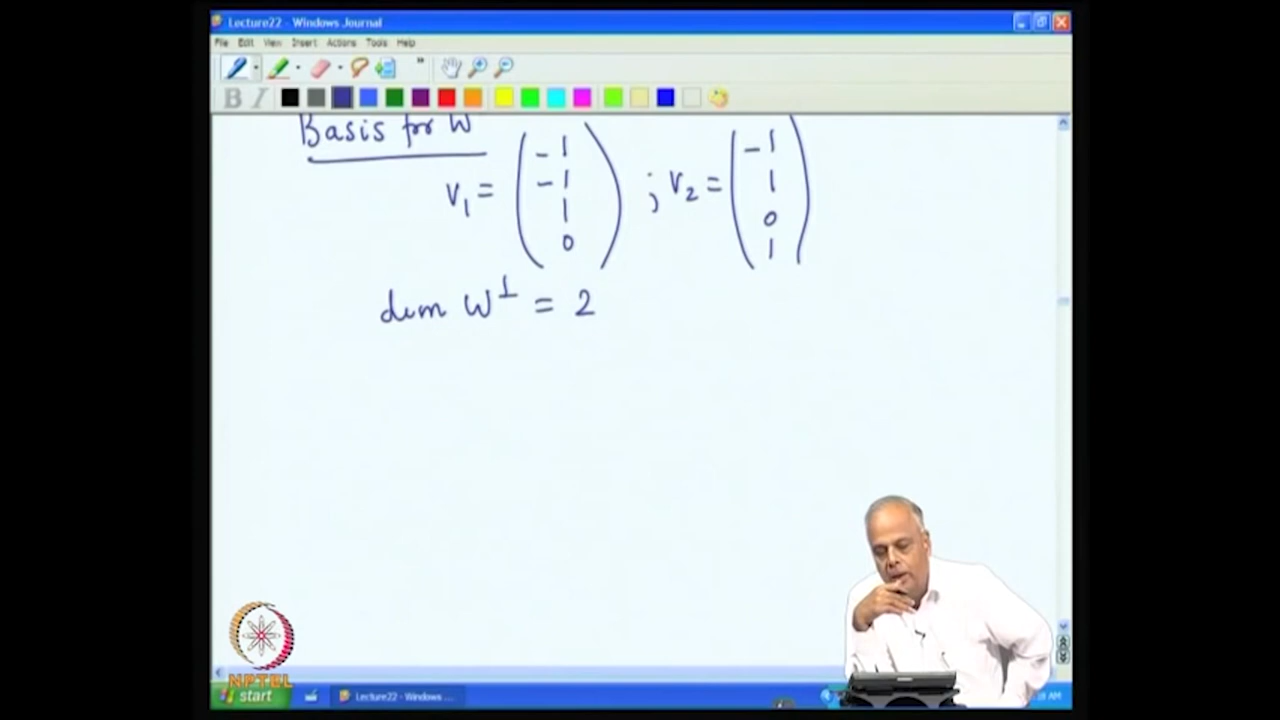 Lecture22 - Windows Journal
File Edit View Insert Actions Tools Help
B I
Basis for W
v₁ = (-1 -1 1 0) ; v₂ = (-1 1 0 1)
dim W⊥ = 2
NPTEL
start Lecture22 - Windows ... AM